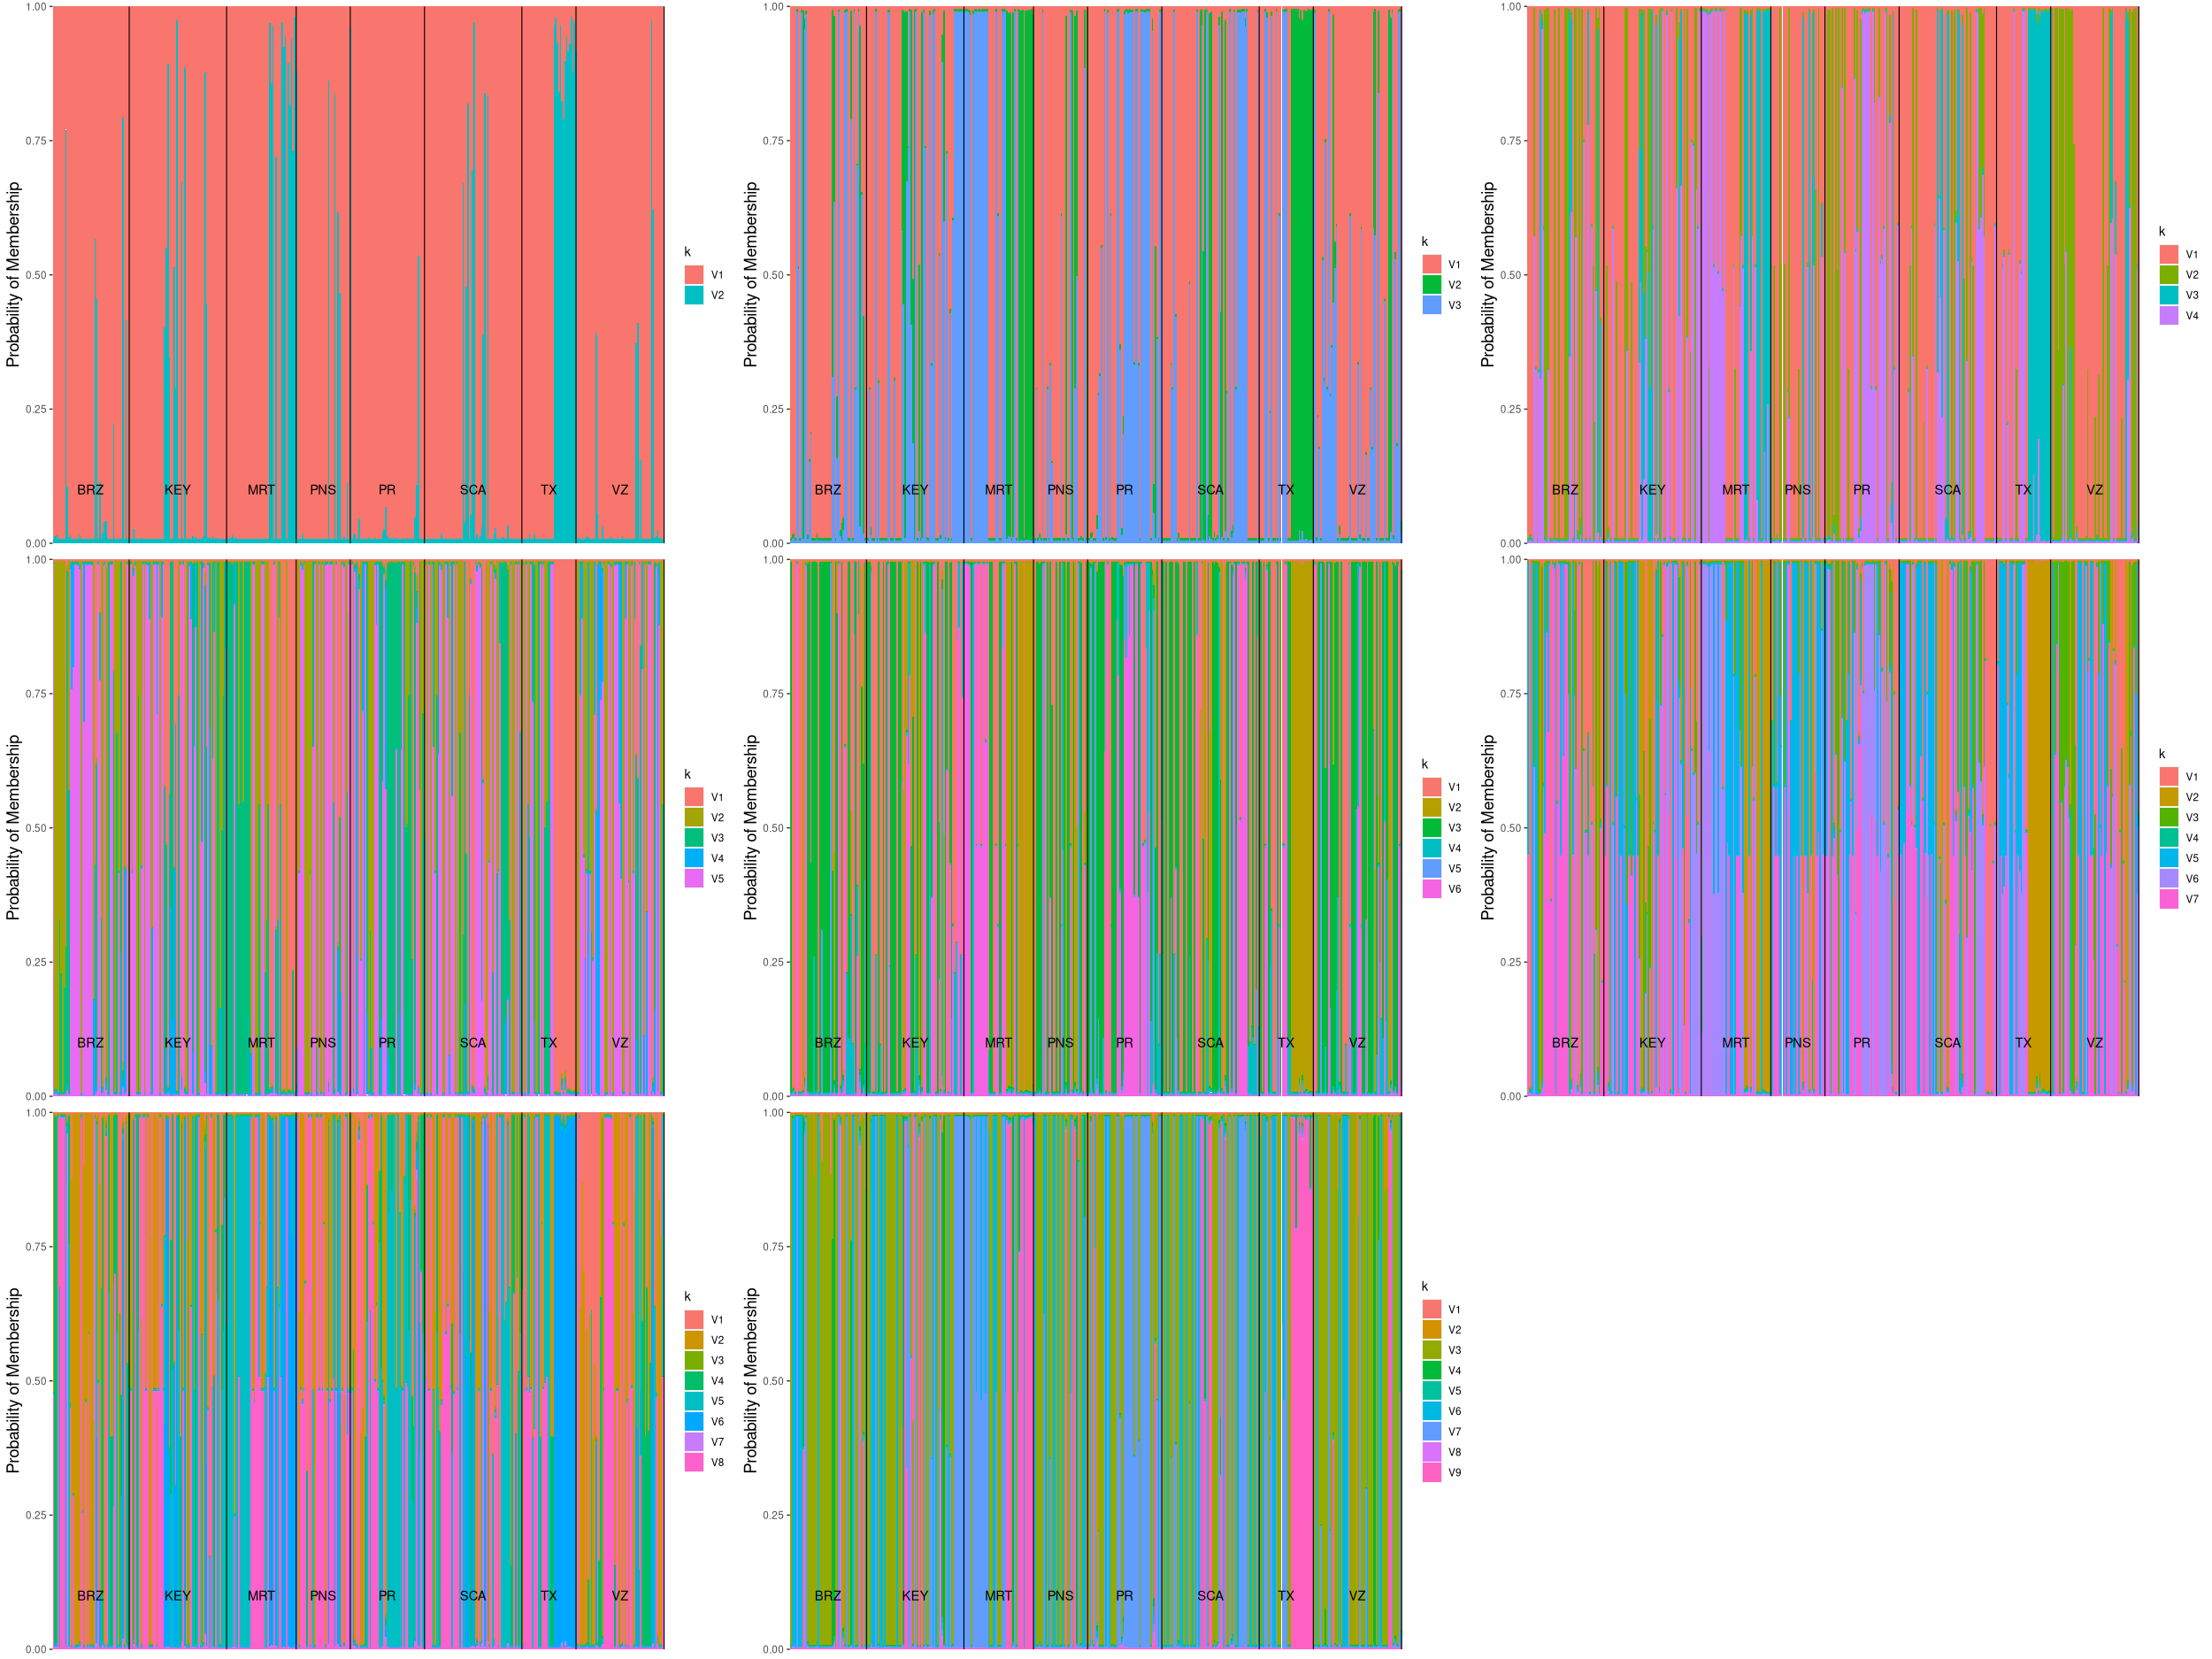 Probability of Membership
1.00
0.75
0.50
0.25
0.00
BRZ KEY MRT PNS PR SCA TX VZ
k
V1
V2
Probability of Membership
1.00
0.75
0.50
0.25
0.00
BRZ KEY MRT PNS PR SCA TX VZ
k
V1
V2
V3
Probability of Membership
1.00
0.75
0.50
0.25
0.00
BRZ KEY MRT PNS PR SCA TX VZ
k
V1
V2
V3
V4
Probability of Membership
1.00
0.75
0.50
0.25
0.00
BRZ KEY MRT PNS PR SCA TX VZ
k
V1
V2
V3
V4
V5
Probability of Membership
1.00
0.75
0.50
0.25
0.00
BRZ KEY MRT PNS PR SCA TX VZ
k
V1
V2
V3
V4
V5
V6
Probability of Membership
1.00
0.75
0.50
0.25
0.00
BRZ KEY MRT PNS PR SCA TX VZ
k
V1
V2
V3
V4
V5
V6
V7
Probability of Membership
1.00
0.75
0.50
0.25
0.00
BRZ KEY MRT PNS PR SCA TX VZ
k
V1
V2
V3
V4
V5
V6
V7
V8
Probability of Membership
1.00
0.75
0.50
0.25
0.00
BRZ KEY MRT PNS PR SCA TX VZ
k
V1
V2
V3
V4
V5
V6
V7
V8
V9